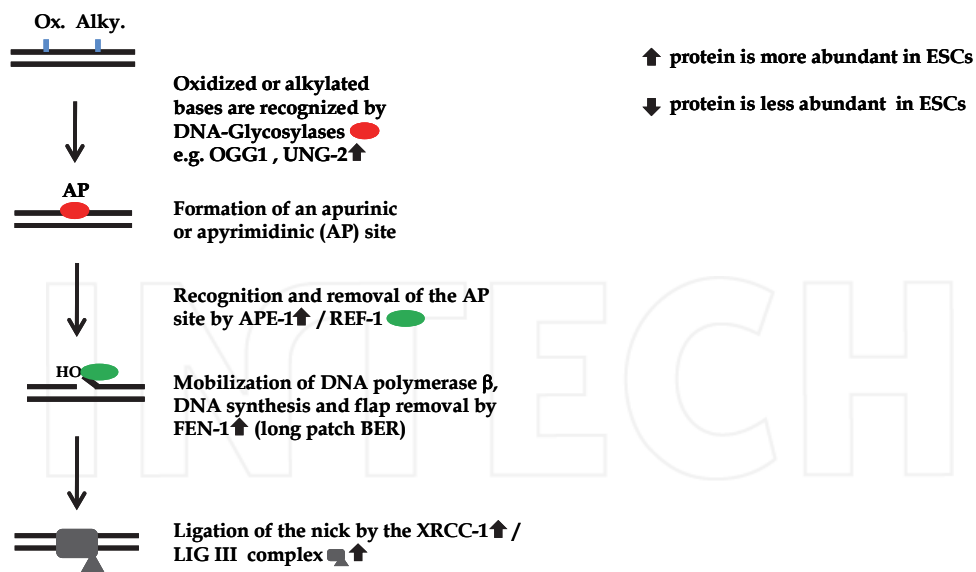 Ox. Alky.
⬆ protein is more abundant in ESCs
⬇ protein is less abundant in ESCs
Oxidized or alkylated
bases are recognized by
DNA-Glycosylases
e.g. OGG1 , UNG-2⬆
AP
Formation of an apurinic
or apyrimidinic (AP) site
Recognition and removal of the AP
site by APE-1⬆ / REF-1
HO
Mobilization of DNA polymerase β,
DNA synthesis and flap removal by
FEN-1⬆ (long patch BER)
Ligation of the nick by the XRCC-1⬆ /
LIG III complex ⬆
INTECH